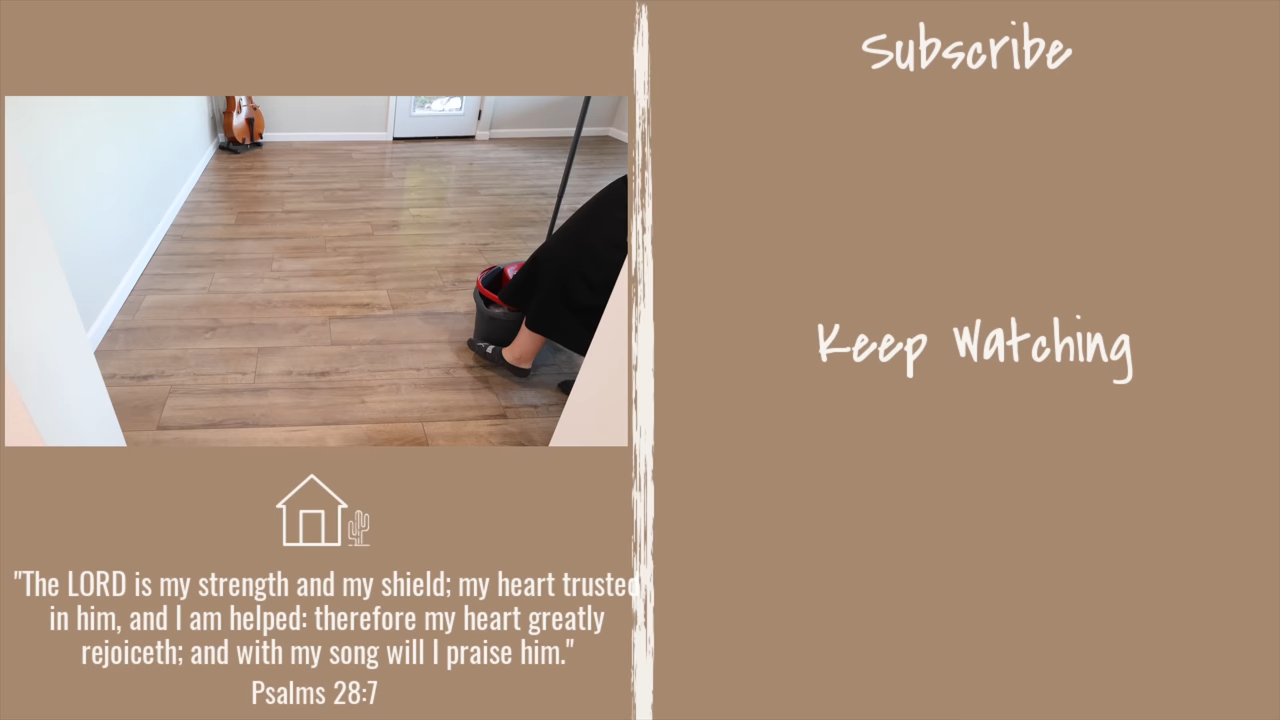 Subscribe
Keep Watching
"The LORD is my strength and my shield; my heart trusted
in him, and I am helped: therefore my heart greatly
rejoiceth; and with my song will I praise him."
Psalms 28:7